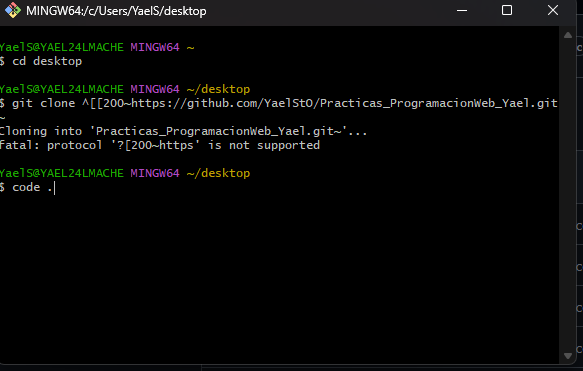 MINGW64:/c/Users/YaelS/desktop
YaelS@YAEL24LMACHE MINGW64 ~
$ cd desktop
YaelS@YAEL24LMACHE MINGW64 ~/desktop
$ git clone ^[[200~https://github.com/YaelStO/Practicas_ProgramacionWeb_Yael.git
~
Cloning into 'Practicas_ProgramacionWeb_Yael.git~'...
fatal: protocol '?[200~https' is not supported
YaelS@YAEL24LMACHE MINGW64 ~/desktop
$ code .